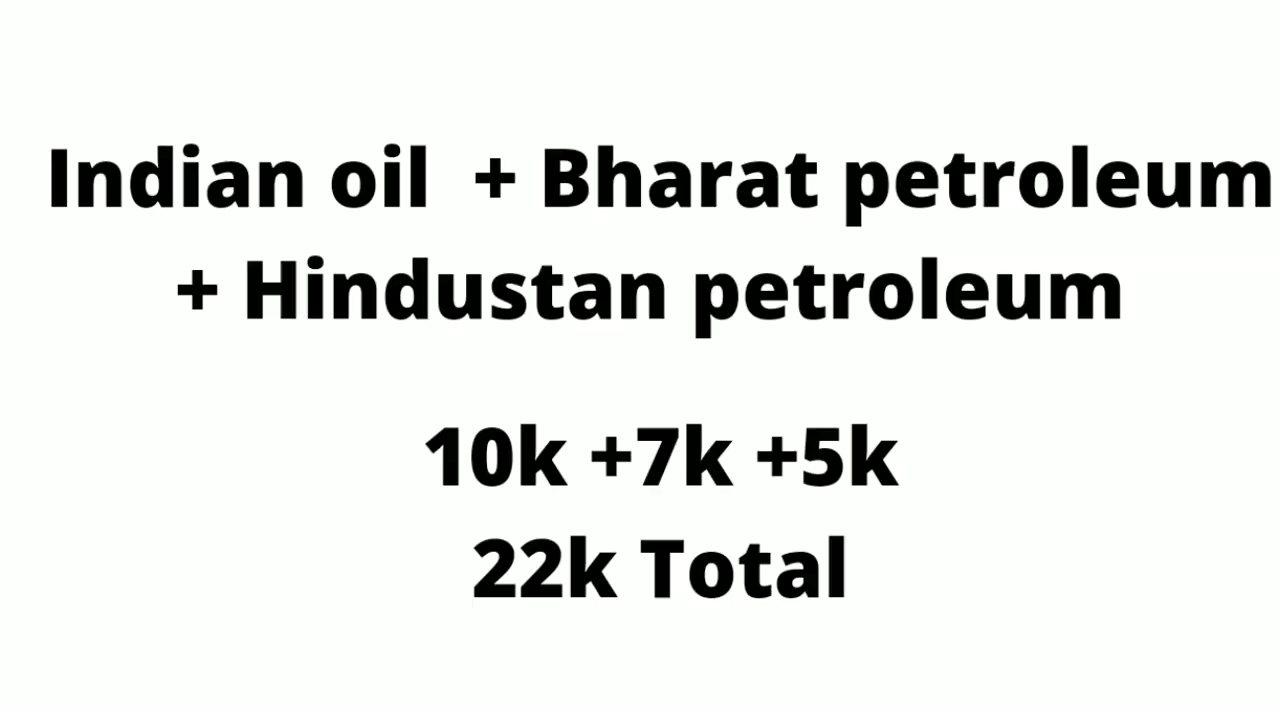 Indian oil + Bharat petroleum
+ Hindustan petroleum
10k +7k +5k
22k Total